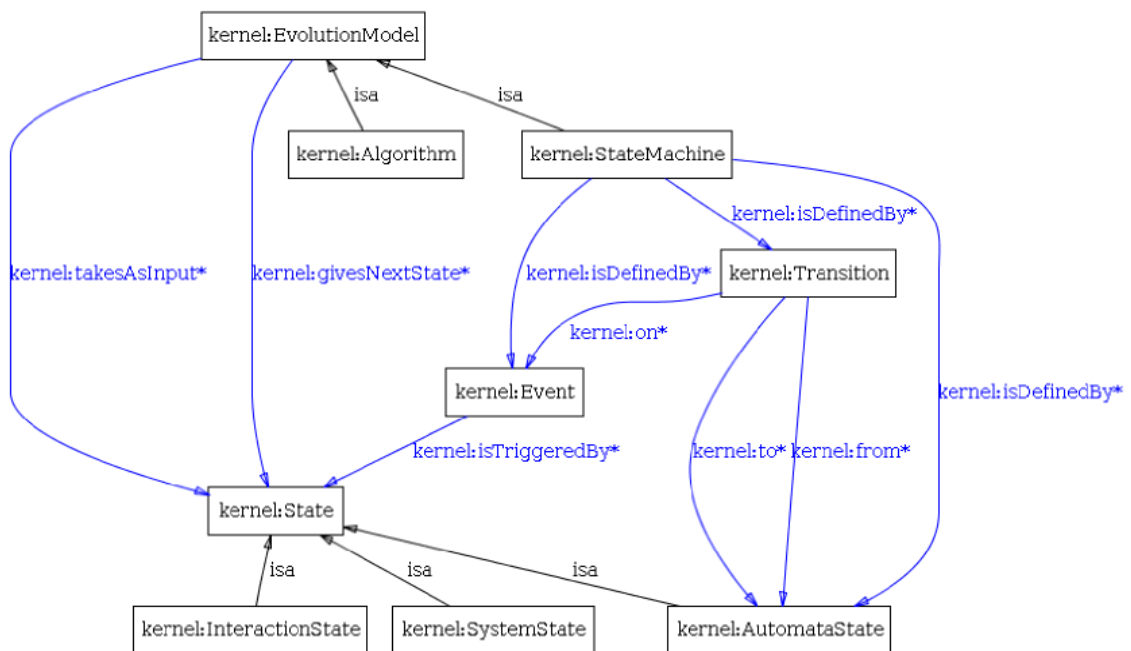 kernel:EvolutionModel
isa
isa
kernel:Algorithm
kernel:StateMachine
kernel:isDefinedBy*
kernel:takesAsInput*
kernel:givesNextState*
kernel:isDefinedBy*
kernel:Transition
kernel:on*
kernel:Event
kernel:isDefinedBy*
kernel:isTriggeredBy*
kernel:to*
kernel:from*
kernel:State
isa
isa
isa
kernel:InteractionState
kernel:SystemState
kernel:AutomataState